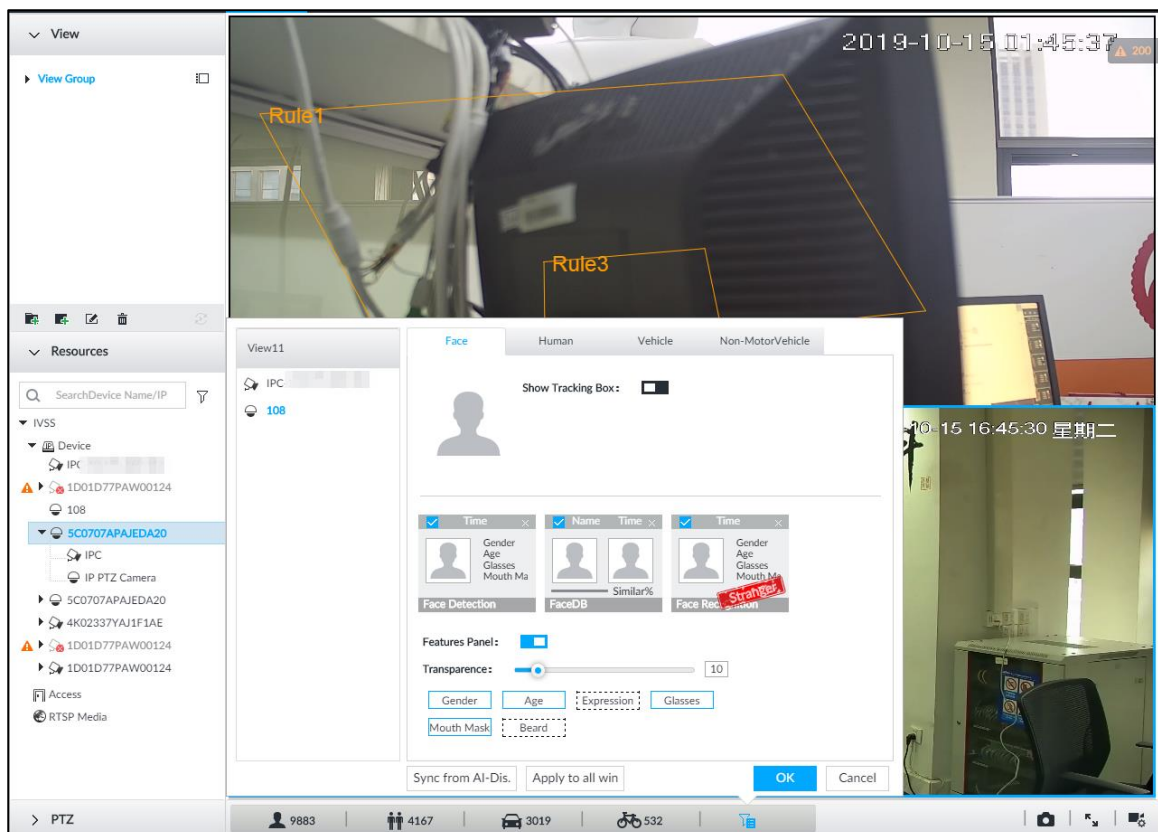 View
View Group
Resources
SearchDevice Name/IP
IVSS
Device
IPC
1D01D77PAW00124
108
5C0707APAJEDA20
IPC
IP PTZ Camera
5C0707APAJEDA20
4K02337YAJ1F1AE
1D01D77PAW00124
1D01D77PAW00124
Access
RTSP Media
PTZ
2019-10-15 01:45:37
200
Rule1
Rule3
View11
IPC
108
Face Human Vehicle Non-MotorVehicle
Show Tracking Box:
Time
Gender
Age
Glasses
Mouth Ma
Face Detection
Name Time
Similar%
FaceDB
Time
Gender
Age
Glasses
Mouth Ma
Stranger
Face Recognition
Features Panel:
Transparence: 10
Gender Age Expression Glasses
Mouth Mask Beard
Sync from AI-Dis. Apply to all win OK Cancel
0-15 16:45:30 星期二
9883 4167 3019 532